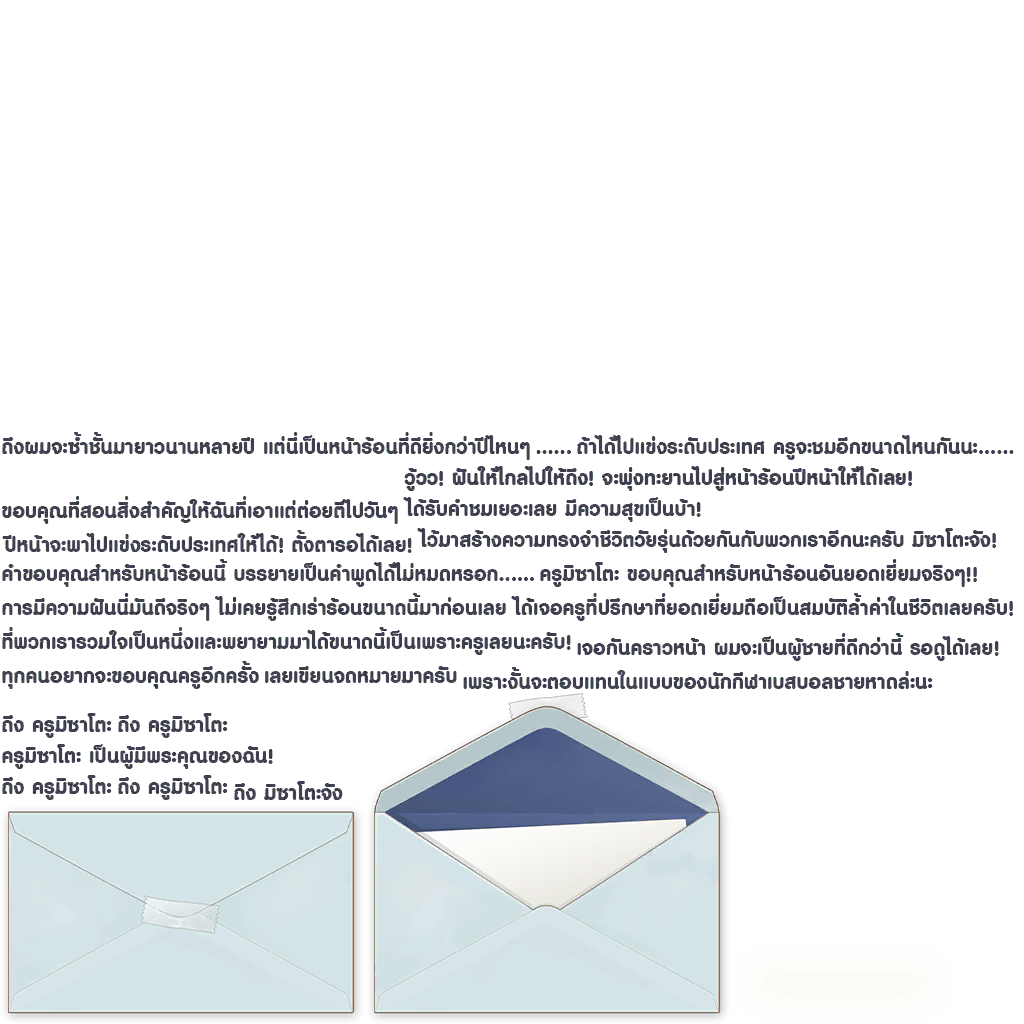 ถึงผมจะซ้ำชั้นมายาวนานหลายปี แต่นี่เป็นหน้าร้อนที่ดียิ่งกว่าปีไหนๆ ...... ถ้าได้ไปแข่งระดับประเทศ ครูจะชมอีกขนาดไหนกันนะ......
วู้ววว! ฝันให้ไกลไปให้ถึง! จะพุ่งทะยานไปสู่หน้าร้อนปีหน้าให้ได้เลย!
ขอบคุณที่สอนสิ่งสำคัญให้ฉันที่เอาแต่ต่อยตีไปวันๆ ได้รับคำชมเยอะเลย มีความสุขเป็นบ้า!
ปีหน้าจะพาไปแข่งระดับประเทศให้ได้! ตั้งตารอได้เลย! ไว้มาสร้างความทรงจำชีวิตวัยรุ่นด้วยกันกับพวกเราอีกนะครับ มิซาโตะจัง!
คำขอบคุณสำหรับหน้าร้อนนี้ บรรยายเป็นคำพูดได้ไม่หมดหรอก...... ครูมิซาโตะ ขอบคุณสำหรับหน้าร้อนอันยอดเยี่ยมจริงๆ!!
การมีความฝันนี่มันดีจริงๆ ไม่เคยรู้สึกเร่าร้อนขนาดนี้มาก่อนเลย ได้เจอครูที่ปรึกษาที่ยอดเยี่ยมถือเป็นสมบัติล้ำค่าในชีวิตเลยครับ!
ที่พวกเรารวมใจเป็นหนึ่งและพยายามมาได้ขนาดนี้เป็นเพราะครูเลยนะครับ! เจอกันคราวหน้า ผมจะเป็นผู้ชายที่ดีกว่านี้ รอดูได้เลย!
ทุกคนอยากจะขอบคุณครูอีกครั้ง เลยเขียนจดหมายมาครับ เพราะงั้นจะตอบแทนในแบบของนักกีฬาเบสบอลชายหาดล่ะนะ
ถึง ครูมิซาโตะ ถึง ครูมิซาโตะ
ครูมิซาโตะ เป็นผู้มีพระคุณของฉัน!
ถึง ครูมิซาโตะ ถึง ครูมิซาโตะ ถึง มิซาโตะจัง